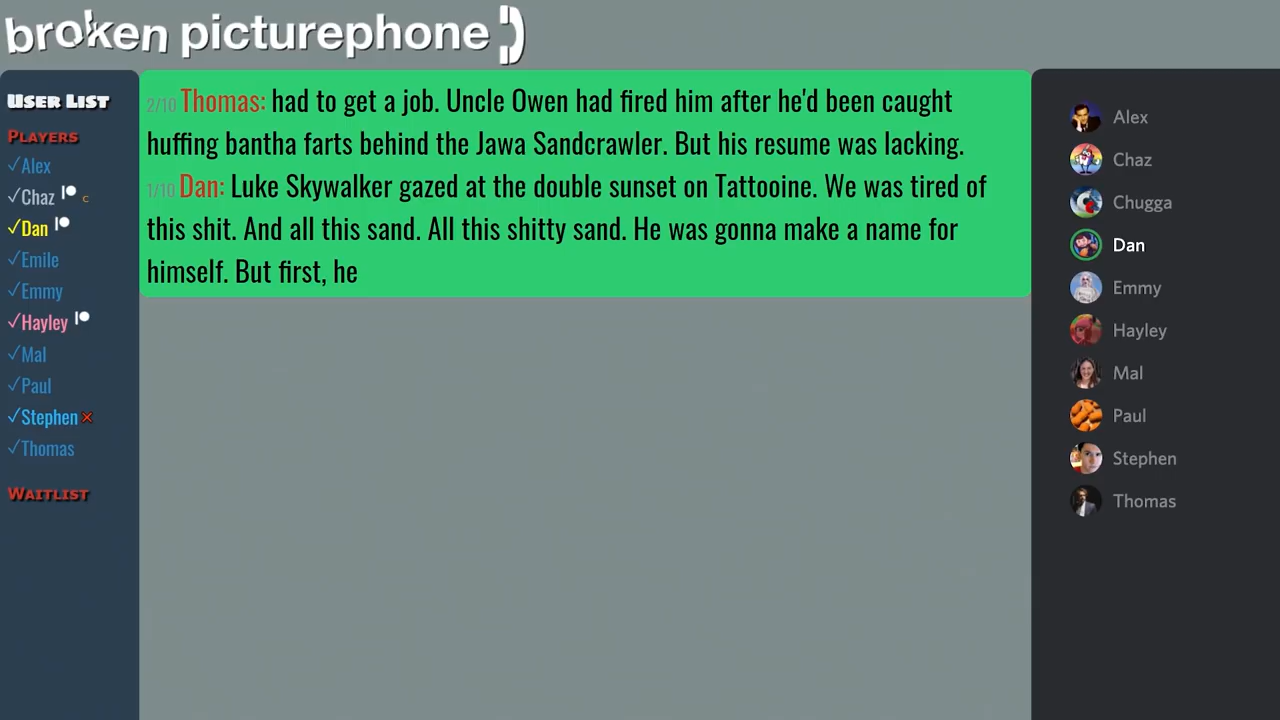 broken picturephone
USER LIST
PLAYERS
✓Alex
✓Chaz c
✓Dan
✓Emile
✓Emmy
✓Hayley
✓Mal
✓Paul
✓Stephen ×
✓Thomas
WAITLIST
2/10 Thomas: had to get a job. Uncle Owen had fired him after he'd been caught
huffing bantha farts behind the Jawa Sandcrawler. But his resume was lacking.
1/10 Dan: Luke Skywalker gazed at the double sunset on Tattooine. We was tired of
this shit. And all this sand. All this shitty sand. He was gonna make a name for
himself. But first, he
Alex
Chaz
Chugga
Dan
Emmy
Hayley
Mal
Paul
Stephen
Thomas